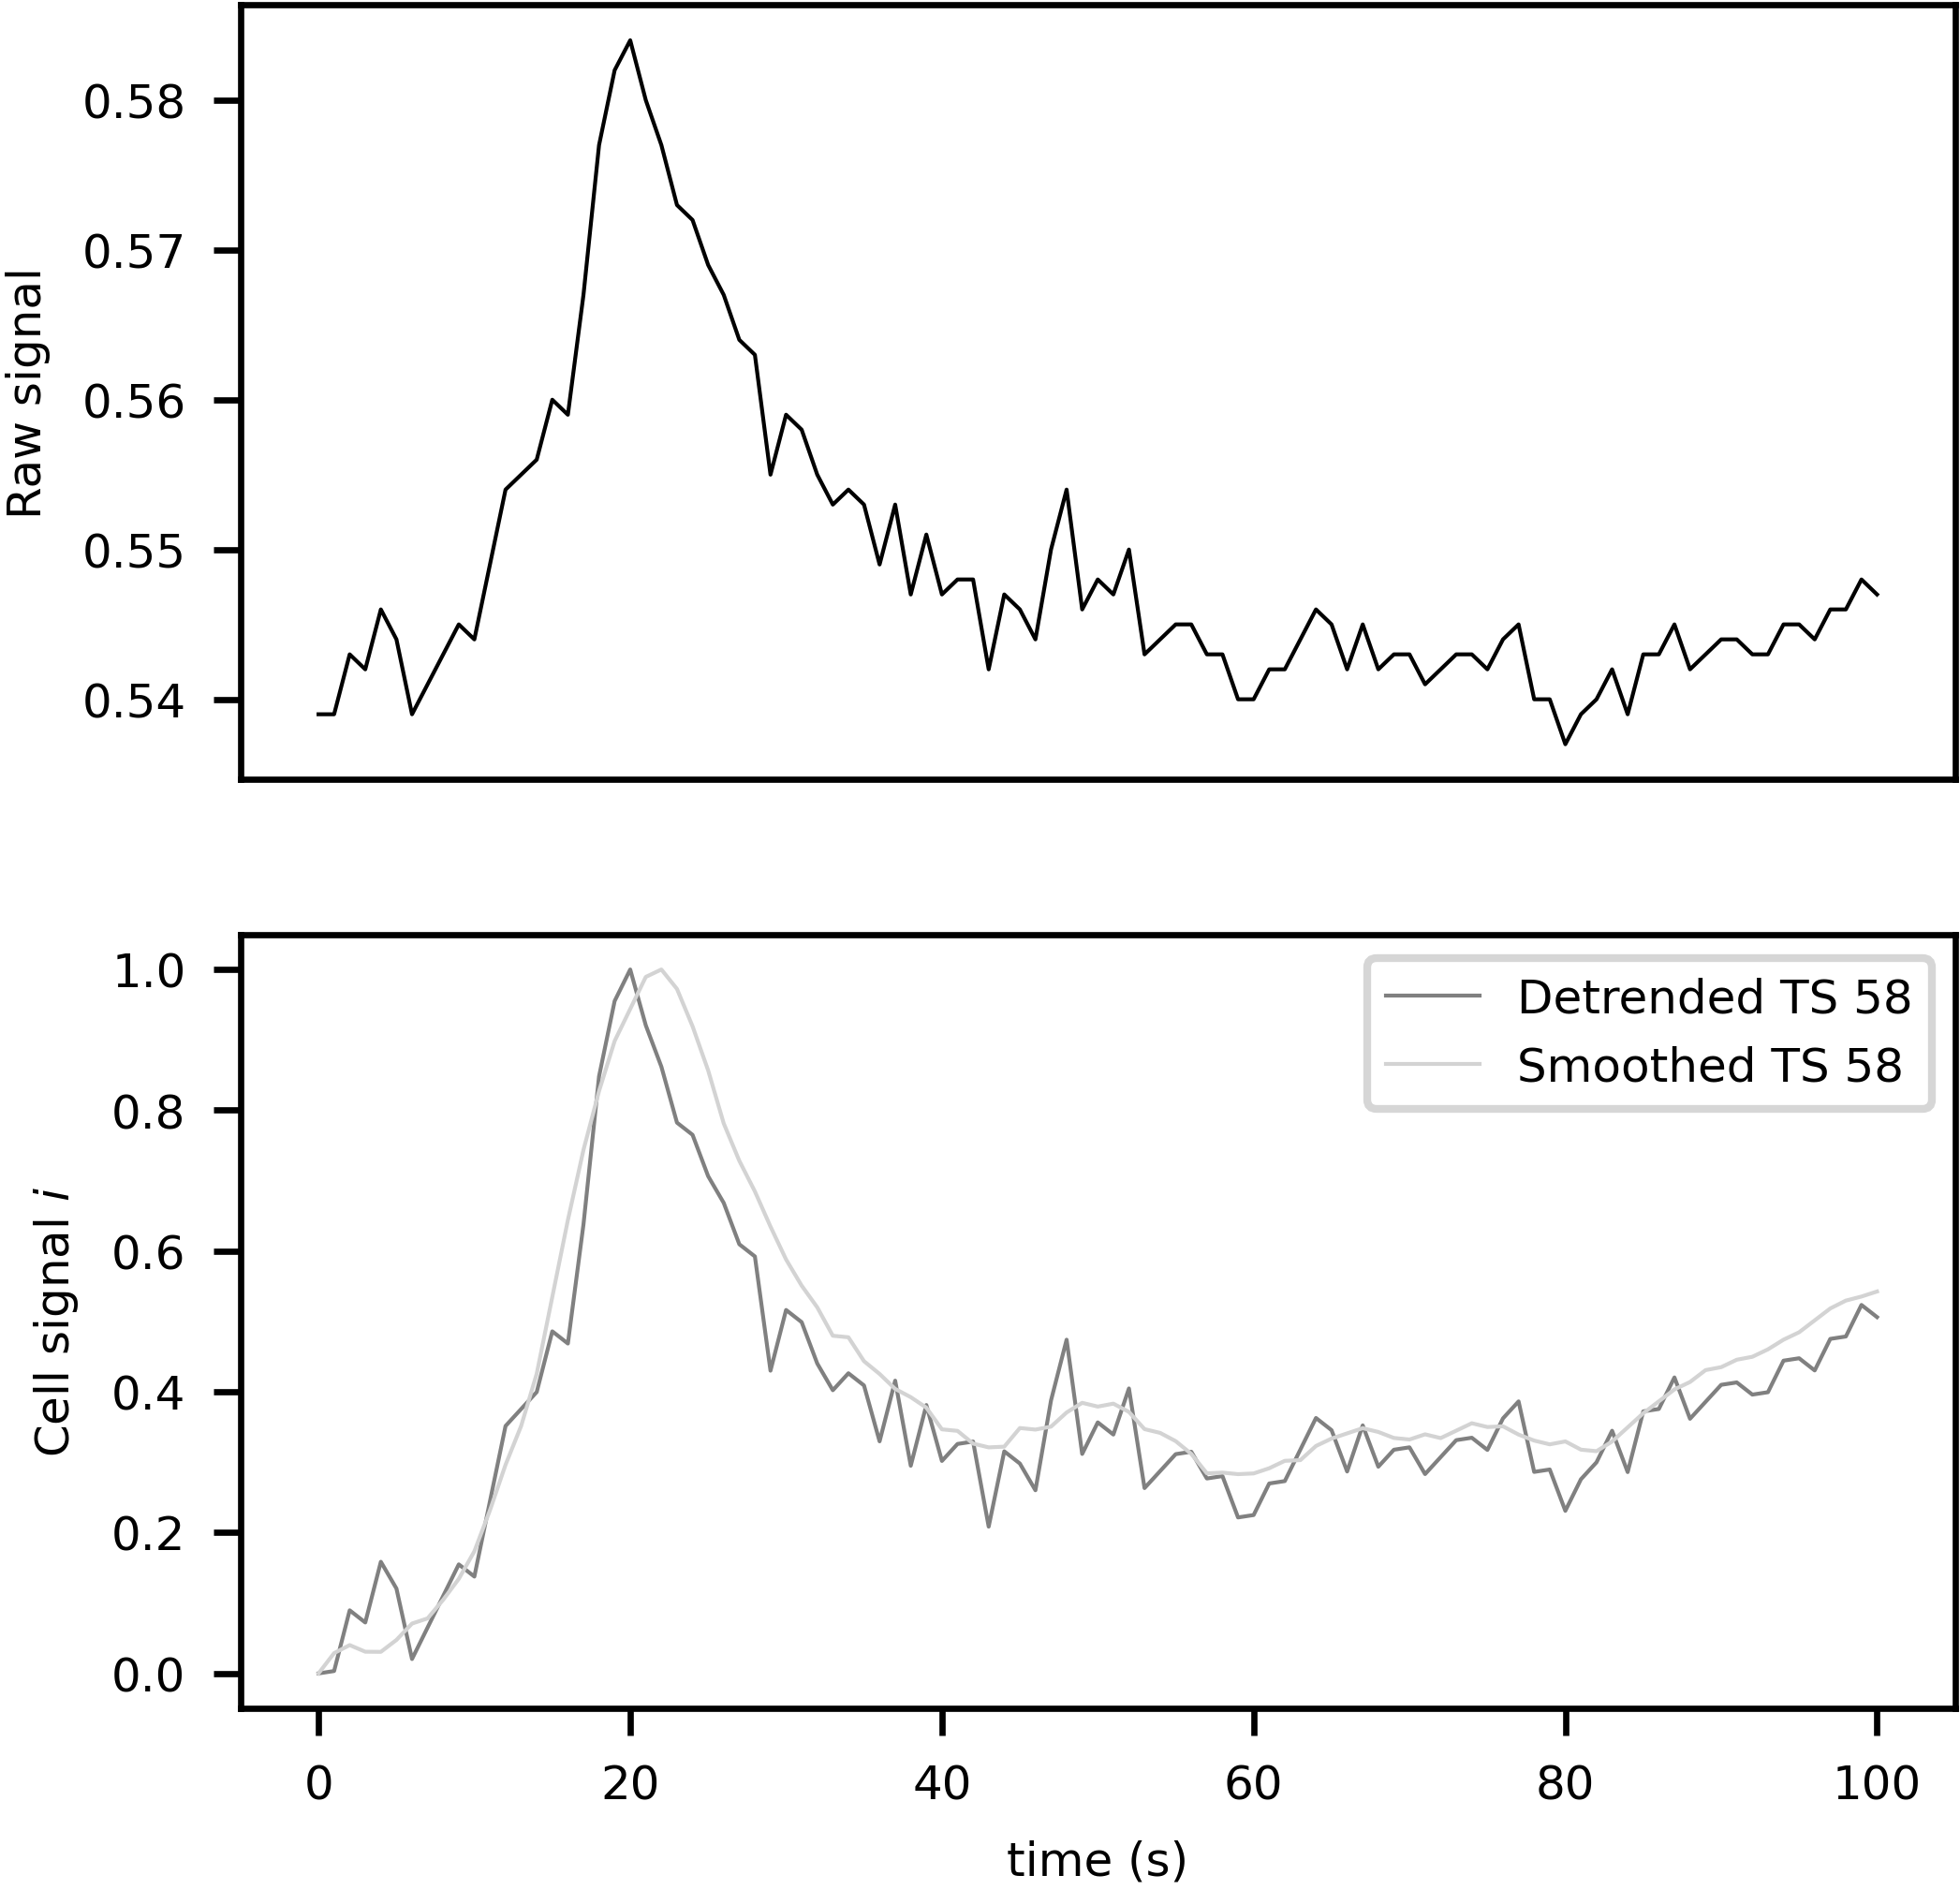 Raw signal
0.58
0.57
0.56
0.55
0.54
Cell signal i
1.0
0.8
0.6
0.4
0.2
0.0
Detrended TS 58
Smoothed TS 58
0 20 40 60 80 100
time (s)